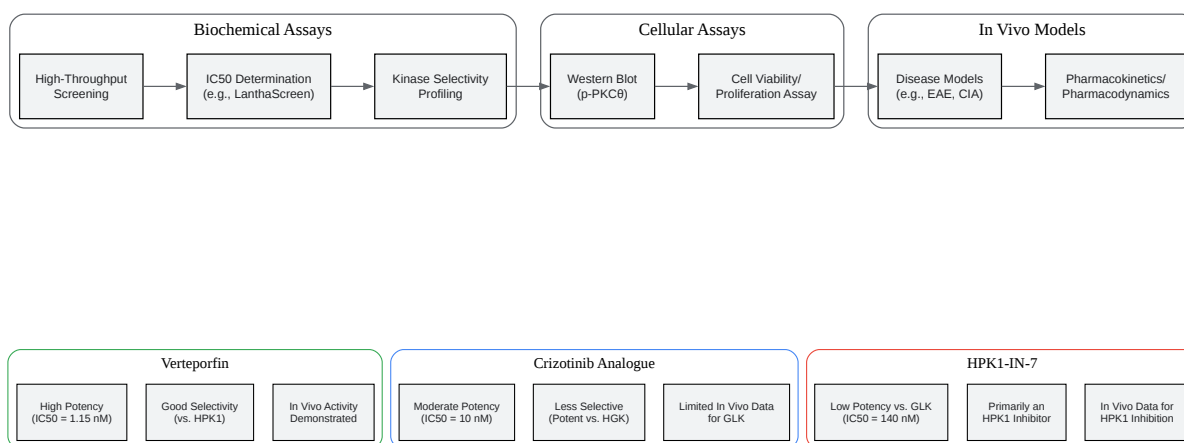 Biochemical Assays
High-Throughput
Screening
IC50 Determination
(e.g., LanthaScreen)
Kinase Selectivity
Profiling
Cellular Assays
Western Blot
(p-PKCθ)
Cell Viability/
Proliferation Assay
In Vivo Models
Disease Models
(e.g., EAE, CIA)
Pharmacokinetics/
Pharmacodynamics
Verteporfin
High Potency
(IC50 = 1.15 nM)
Good Selectivity
(vs. HPK1)
In Vivo Activity
Demonstrated
Crizotinib Analogue
Moderate Potency
(IC50 = 10 nM)
Less Selective
(Potent vs. HGK)
Limited In Vivo Data
for GLK
HPK1-IN-7
Low Potency vs. GLK
(IC50 = 140 nM)
Primarily an
HPK1 Inhibitor
In Vivo Data for
HPK1 Inhibition